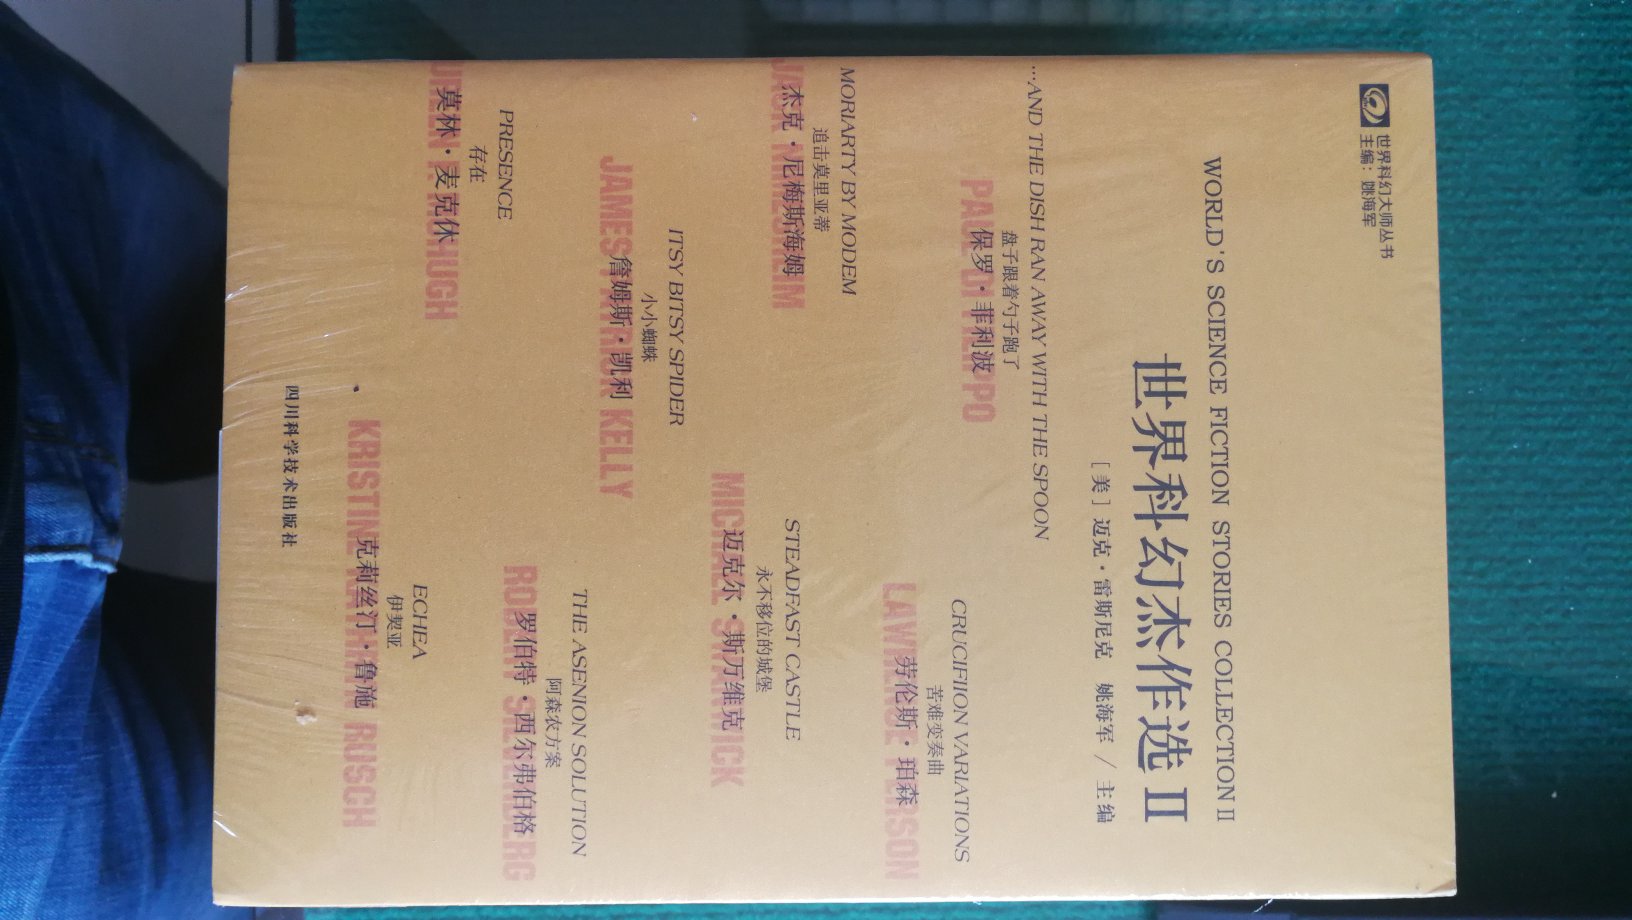 世界科幻大师丛书
主编：姚海军
WORLD'S SCIENCE FICTION STORIES COLLECTION II
世界科幻杰作选 II
[美] 迈克·雷斯尼克 姚海军 / 主编
...AND THE DISH RAN AWAY WITH THE SPOON
盘子跟着勺子跑了
PAUL DI FILIPPO
保罗·菲利波
CRUCIFIION VARIATIONS
苦难变奏曲
LAWRENSE PERSON
劳伦斯·珀森
MORIARTY BY MODEM
追击莫里亚蒂
JACK NIMERSHEIM
杰克·尼梅斯海姆
STEADFAST CASTLE
永不移位的城堡
MICHAEL SWANWICK
迈克尔·斯万维克
ITSY BITSY SPIDER
小小蜘蛛
JAMES PATRICK KELLY
詹姆斯·凯利
THE ASENION SOLUTION
阿森农方案
ROBERT SILVERBERG
罗伯特·西尔弗伯格
PRESENCE
存在
莫林·麦克休
ECHEA
伊契亚
KRISTINE KATHRYN RUSCH
克莉丝汀·鲁施
四川科学技术出版社